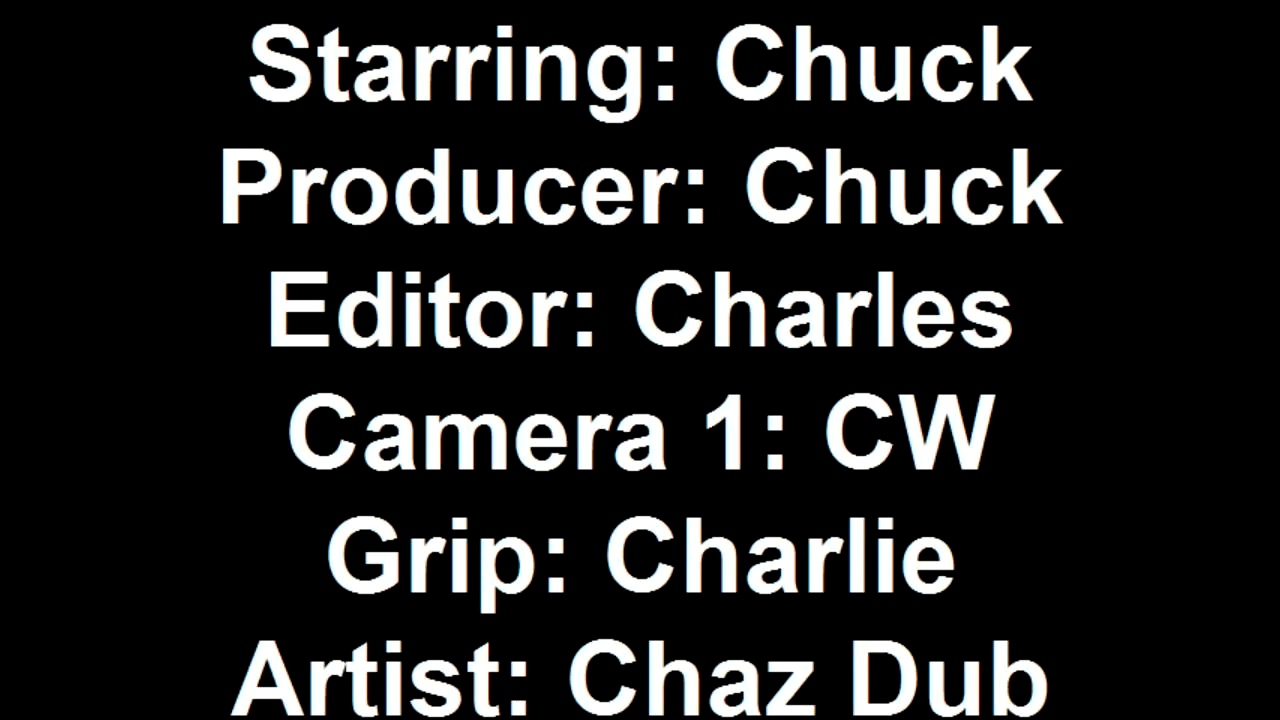 Starring: Chuck
Producer: Chuck
Editor: Charles
Camera 1: CW
Grip: Charlie
Artist: Chaz Dub